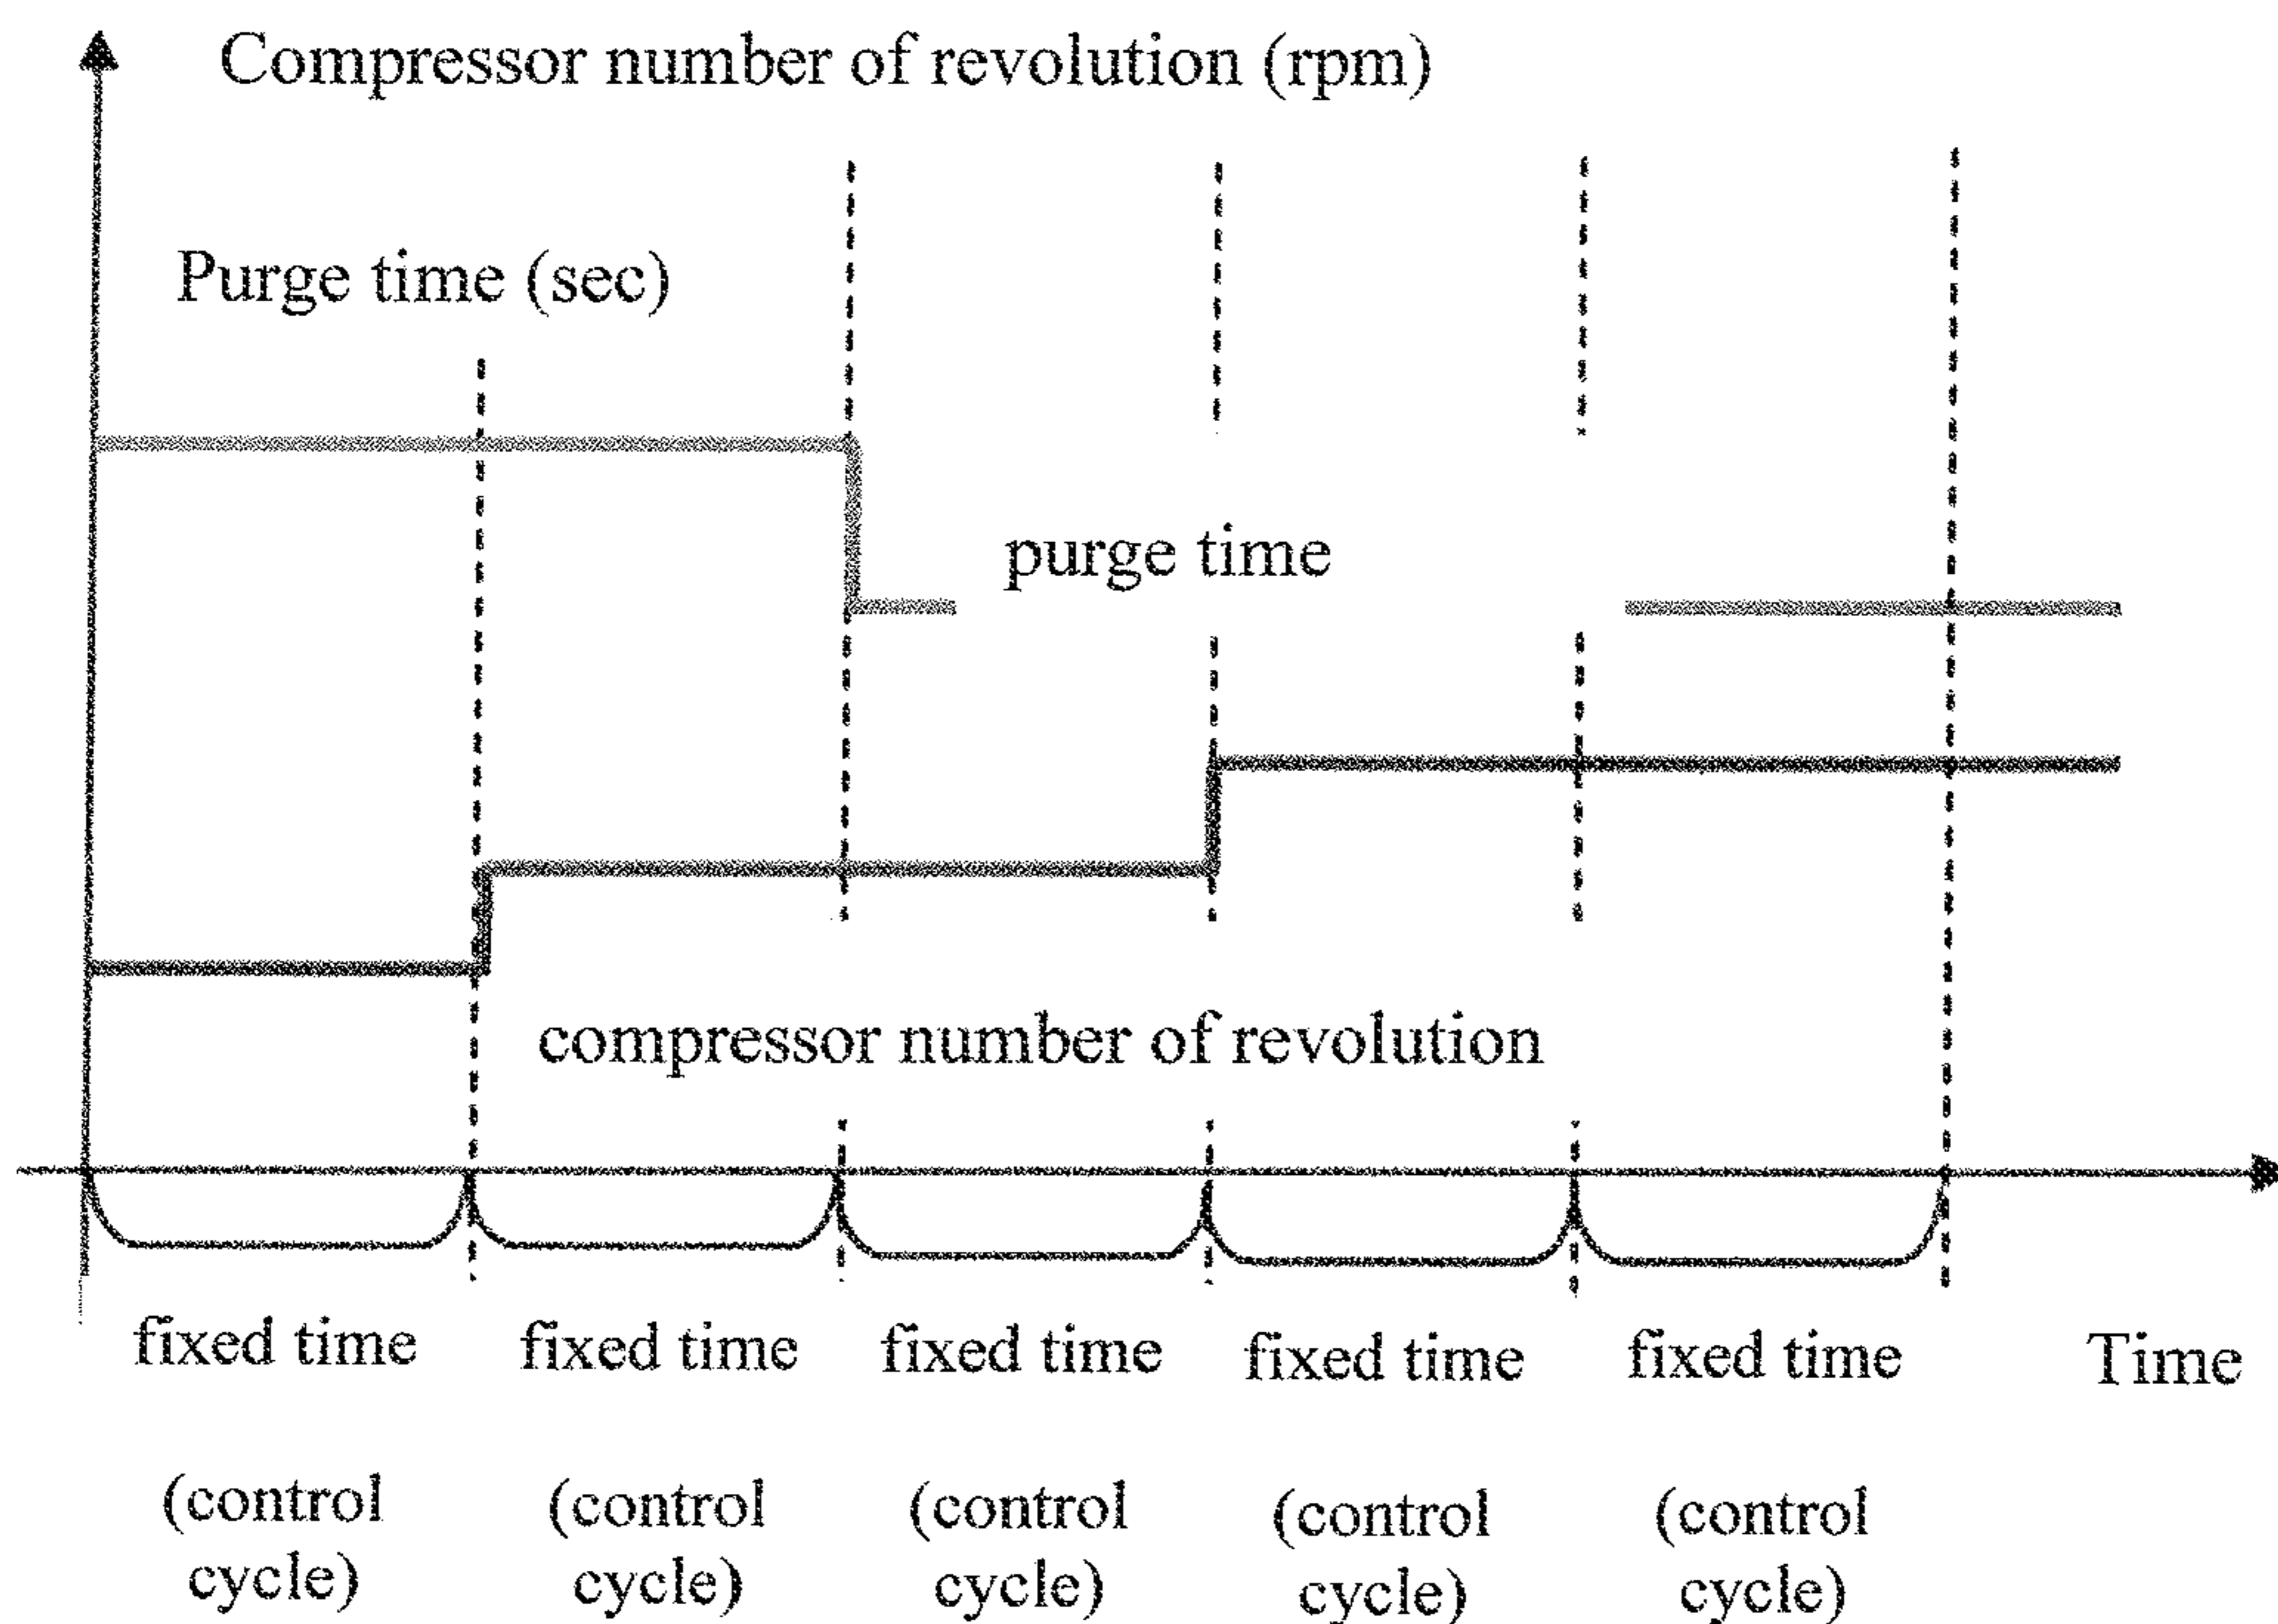 Compressor number of revolution (rpm)
Purge time (sec)
purge time
compressor number of revolution
fixed time
fixed time
fixed time
fixed time
fixed time
Time
(control
cycle)
(control
cycle)
(control
cycle)
(control
cycle)
(control
cycle)